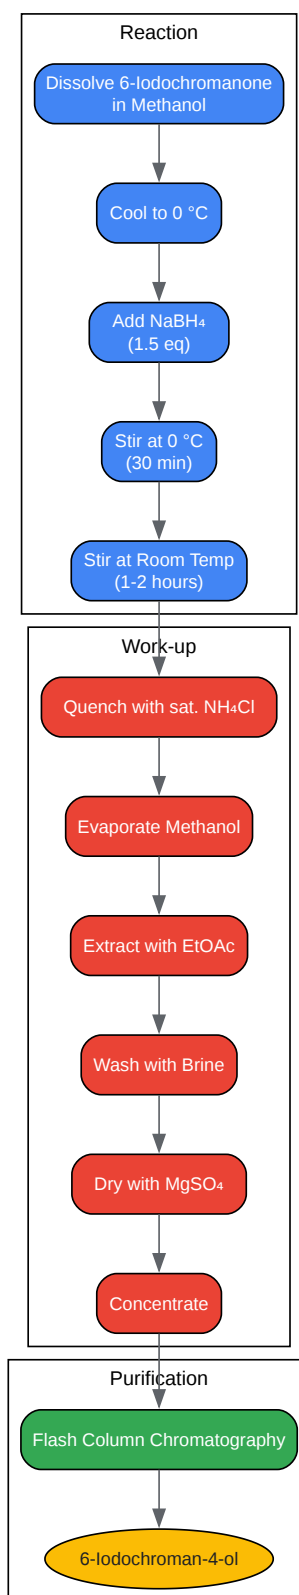 Reaction
Dissolve 6-Iodochromanone
in Methanol
Cool to 0 °C
Add NaBH₄
(1.5 eq)
Stir at 0 °C
(30 min)
Stir at Room Temp
(1-2 hours)
Work-up
Quench with sat. NH₄Cl
Evaporate Methanol
Extract with EtOAc
Wash with Brine
Dry with MgSO₄
Concentrate
Purification
Flash Column Chromatography
6-Iodochroman-4-ol